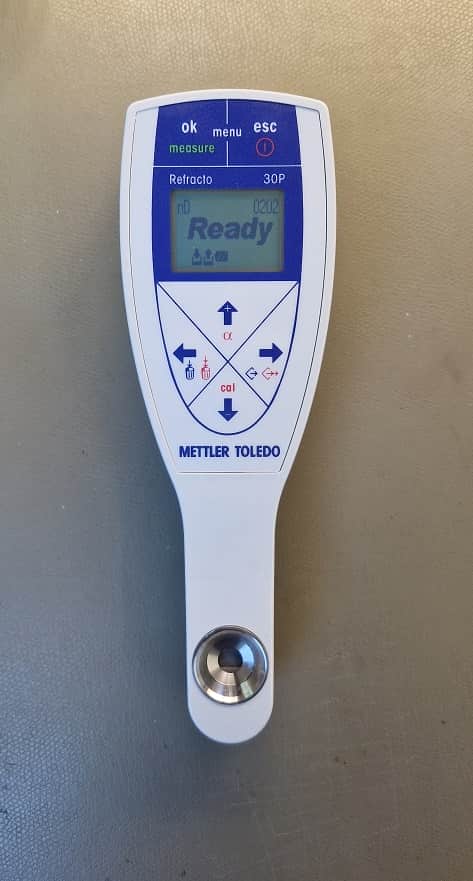 ok menu esc
measure
Refracto 30P
nD 0202
Ready
α
cal
METTLER TOLEDO